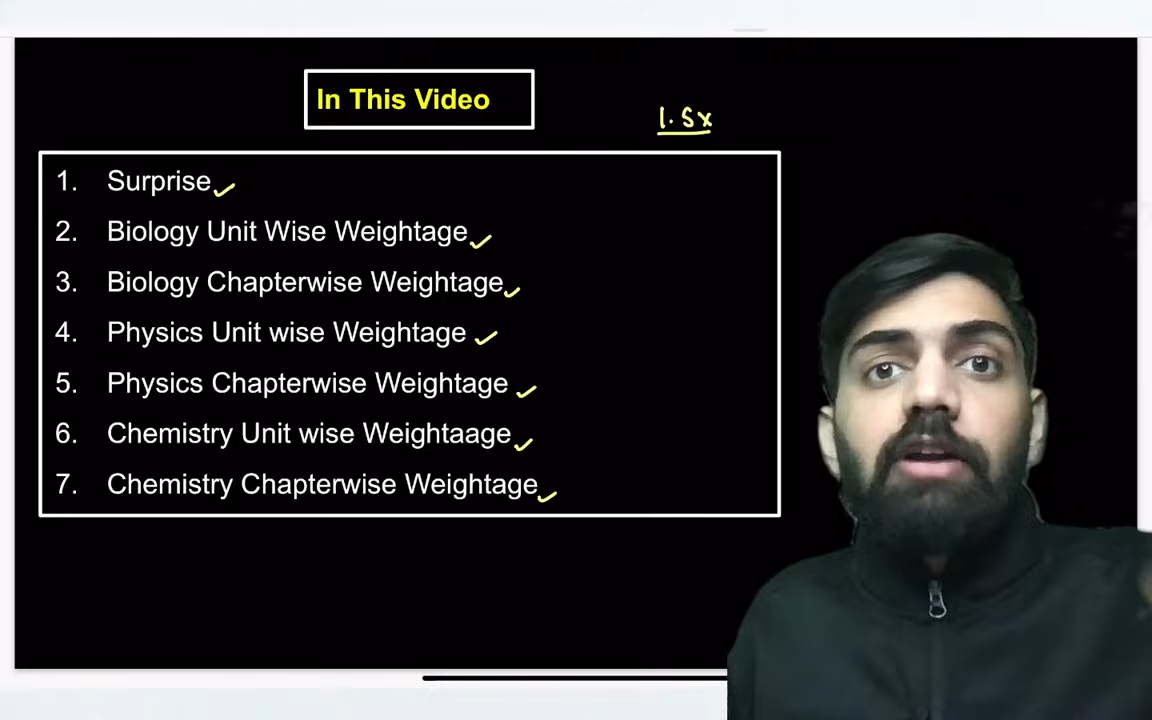 In This Video
1.5x
1. Surprise
2. Biology Unit Wise Weightage
3. Biology Chapterwise Weightage
4. Physics Unit wise Weightage
5. Physics Chapterwise Weightage
6. Chemistry Unit wise Weightaage
7. Chemistry Chapterwise Weightage